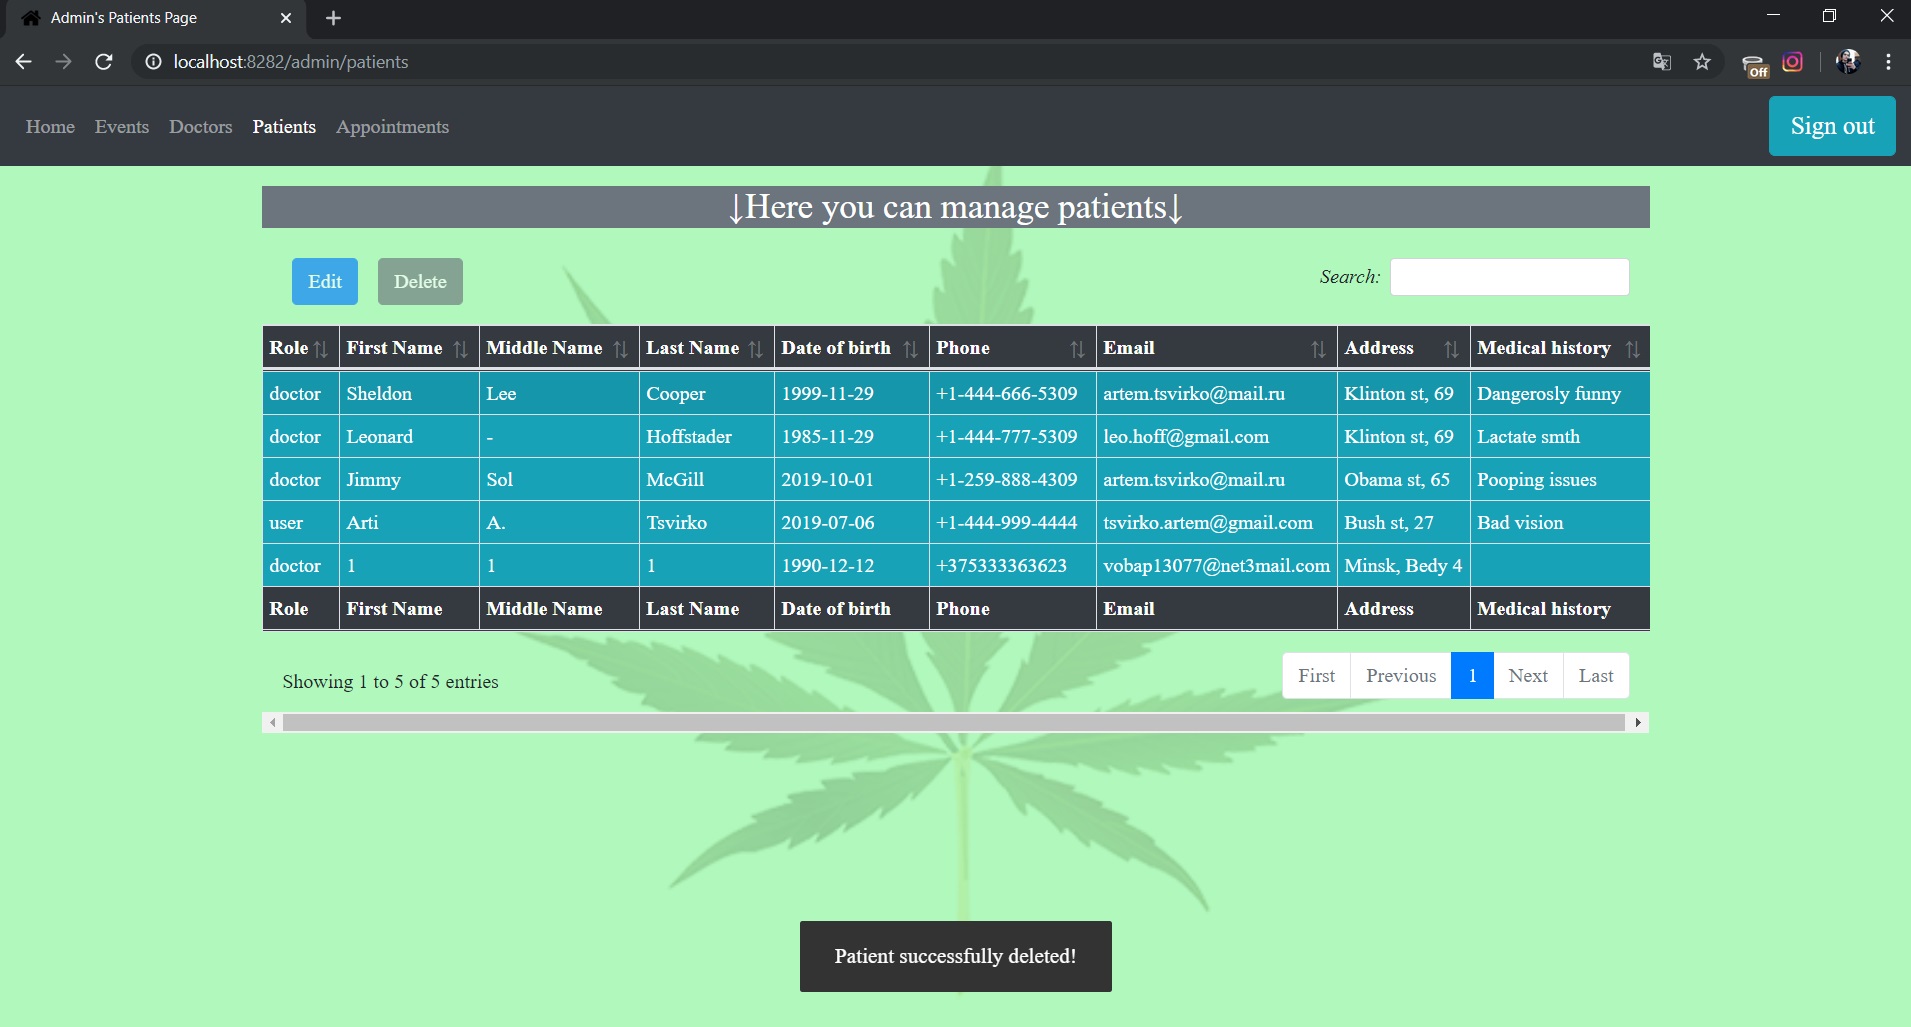 Admin's Patients Page
localhost:8282/admin/patients
Off
Home Events Doctors Patients Appointments Sign out
↓Here you can manage patients↓
Edit Delete Search:
Role First Name Middle Name Last Name Date of birth Phone Email Address Medical history
doctor Sheldon Lee Cooper 1999-11-29 +1-444-666-5309 artem.tsvirko@mail.ru Klinton st, 69 Dangerosly funny
doctor Leonard - Hoffstader 1985-11-29 +1-444-777-5309 leo.hoff@gmail.com Klinton st, 69 Lactate smth
doctor Jimmy Sol McGill 2019-10-01 +1-259-888-4309 artem.tsvirko@mail.ru Obama st, 65 Pooping issues
user Arti A. Tsvirko 2019-07-06 +1-444-999-4444 tsvirko.artem@gmail.com Bush st, 27 Bad vision
doctor 1 1 1 1990-12-12 +375333363623 vobap13077@net3mail.com Minsk, Bedy 4
Role First Name Middle Name Last Name Date of birth Phone Email Address Medical history
Showing 1 to 5 of 5 entries First Previous 1 Next Last
Patient successfully deleted!